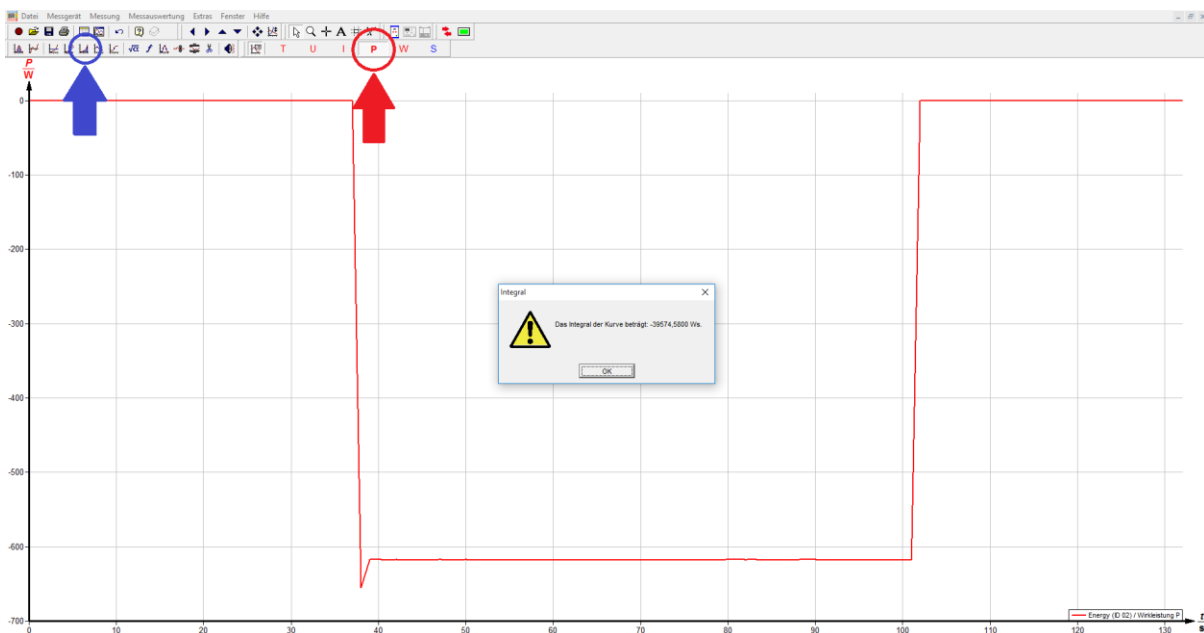 Datei Messgerät Messung Messauswertung Extras Fenster Hilfe
T U I P W S
P
W
0
-100
-200
-300
-400
-500
-600
-700
Integral
Das Integral der Kurve beträgt: -39574,5800 Ws.
OK
Energy (ID 02) / Wirkleistung P
0 10 20 30 40 50 60 70 80 90 100 110 120 130
t
s